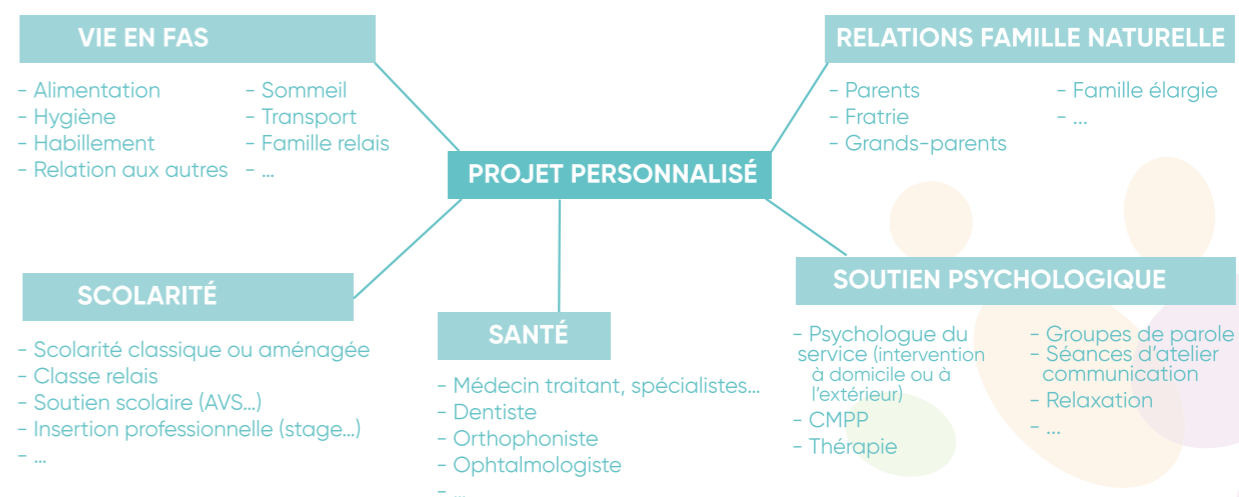 VIE EN FAS
- Alimentation
- Hygiène
- Habillement
- Relation aux autres
- Sommeil
- Transport
- Famille relais
- ...
RELATIONS FAMILLE NATURELLE
- Parents
- Fratrie
- Grands-parents
- Famille élargie
- ...
PROJET PERSONNALISÉ
SCOLARITÉ
- Scolarité classique ou aménagée
- Classe relais
- Soutien scolaire (AVS...)
- Insertion professionnelle (stage...)
- ...
SANTÉ
- Médecin traitant, spécialistes...
- Dentiste
- Orthophoniste
- Ophtalmologiste
- ...
SOUTIEN PSYCHOLOGIQUE
- Psychologue du
service (intervention
à domicile ou à
l'extérieur)
- CMPP
- Thérapie
- Groupes de parole
- Séances d'atelier
communication
- Relaxation
- ...